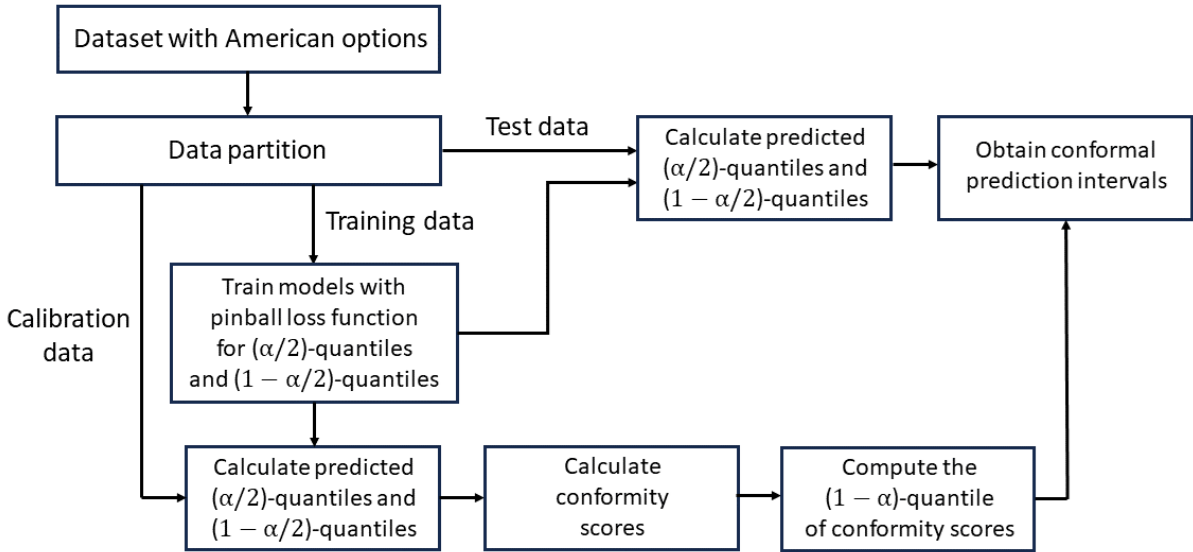 Dataset with American options
Data partition
Test data
Calculate predicted
(α/2)-quantiles and
(1 − α/2)-quantiles
Obtain conformal
prediction intervals
Training data
Train models with
pinball loss function
for (α/2)-quantiles
and (1 − α/2)-quantiles
Calibration
data
Calculate predicted
(α/2)-quantiles and
(1 − α/2)-quantiles
Calculate
conformity
scores
Compute the
(1 − α)-quantile
of conformity scores